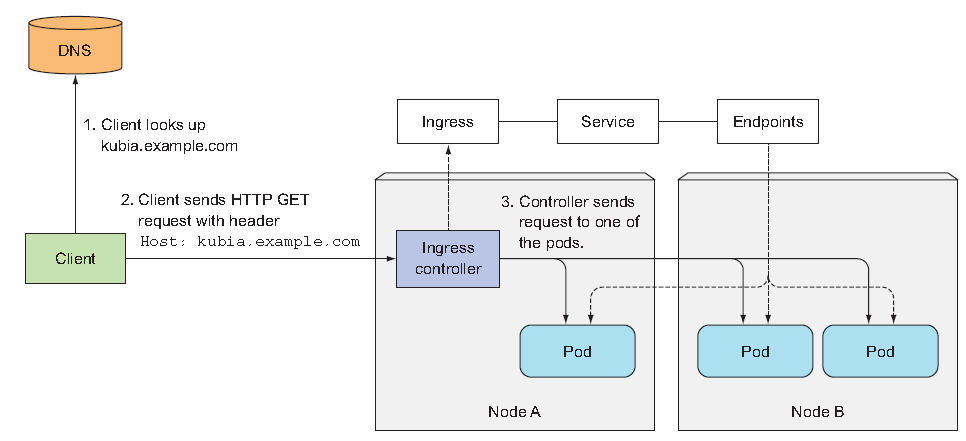 DNS
1. Client looks up
kubia.example.com
Ingress
Service
Endpoints
2. Client sends HTTP GET
request with header
Host: kubia.example.com
3. Controller sends
request to one of
the pods.
Client
Ingress
controller
Pod
Pod
Pod
Node A
Node B